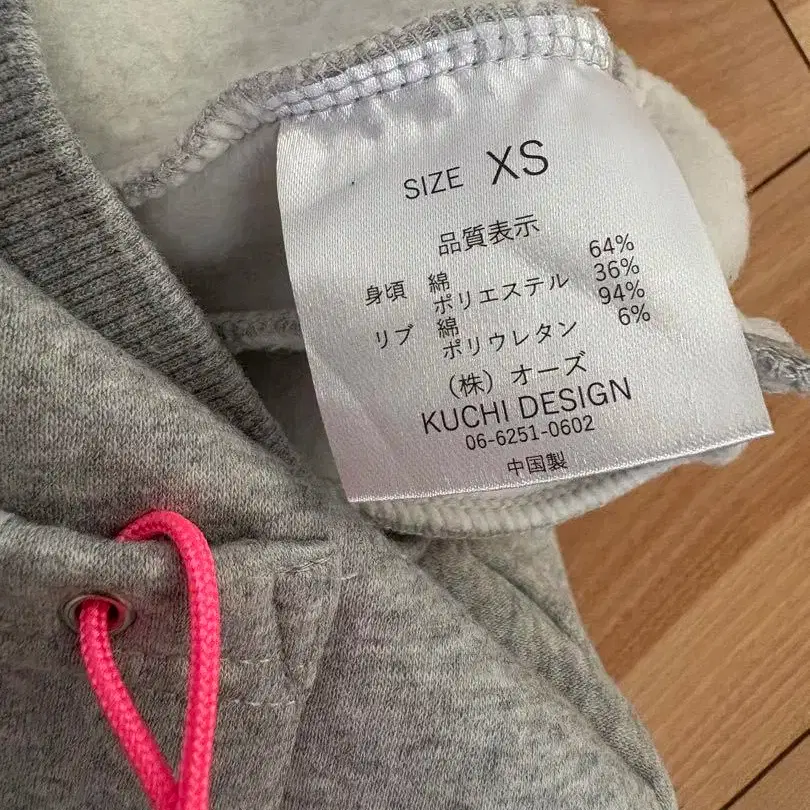 SIZE XS
品質表示
身頃 綿 64%
ポリエステル 36%
リブ 綿 94%
ポリウレタン 6%
（株）オーズ
KUCHI DESIGN
06-6251-0602
中国製